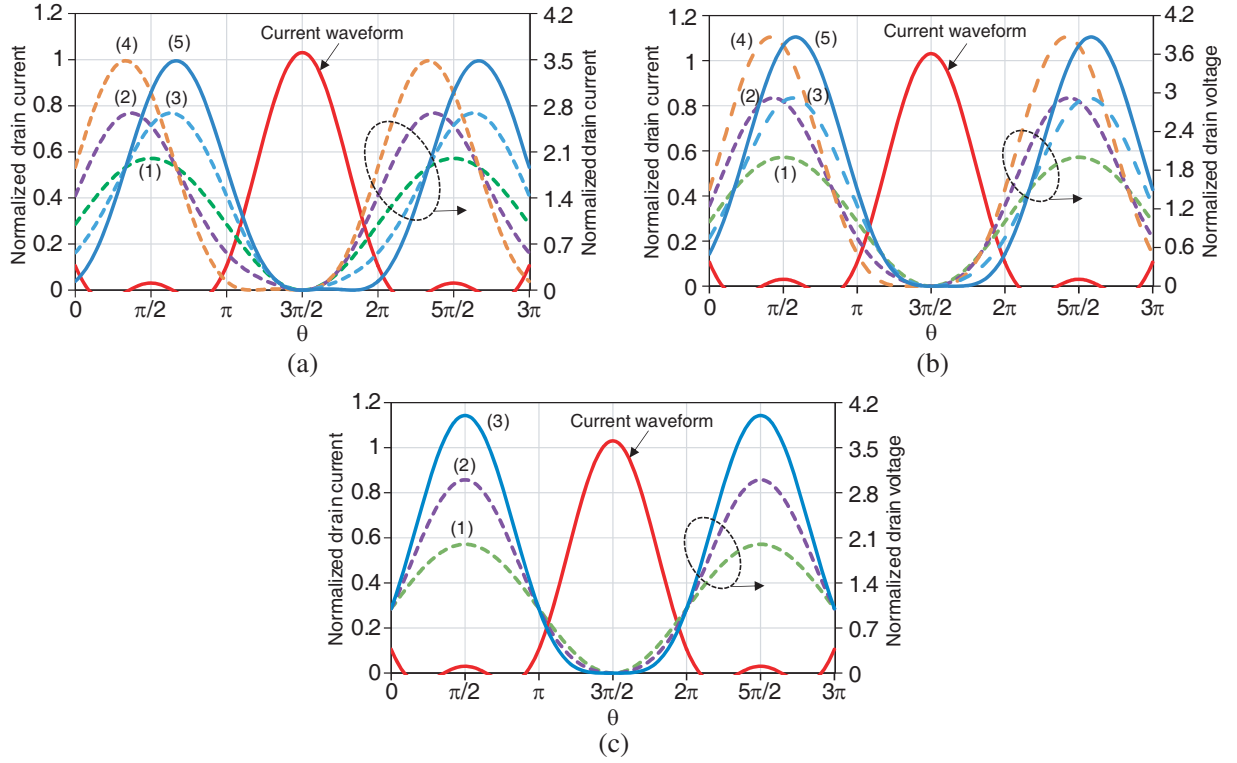 1.2
1
0.8
0.6
0.4
0.2
0
Normalized drain current
4.2
3.5
2.8
2.1
1.4
0.7
0
Normalized drain current
Current waveform
(4)
(5)
(2)
(3)
(1)
0
π/2
π
3π/2
2π
5π/2
3π
θ
(a)
1.2
1
0.8
0.6
0.4
0.2
0
Normalized drain current
4.2
3.6
3
2.4
1.8
1.2
0.6
0
Normalized drain voltage
Current waveform
(4)
(5)
(2)
(3)
(1)
0
π/2
π
3π/2
2π
5π/2
3π
θ
(b)
1.2
1
0.8
0.6
0.4
0.2
0
Normalized drain current
4.2
3.5
2.8
2.1
1.4
0.7
0
Normalized drain voltage
Current waveform
(3)
(2)
(1)
0
π/2
π
3π/2
2π
5π/2
3π
θ
(c)